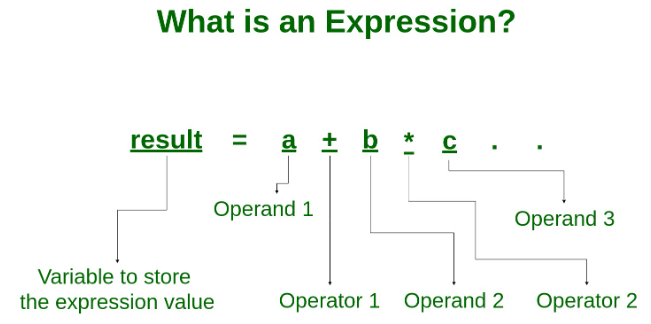 What is an Expression?
result = a + b * c . .
Operand 1
Operand 3
Variable to store
the expression value
Operator 1
Operand 2
Operator 2